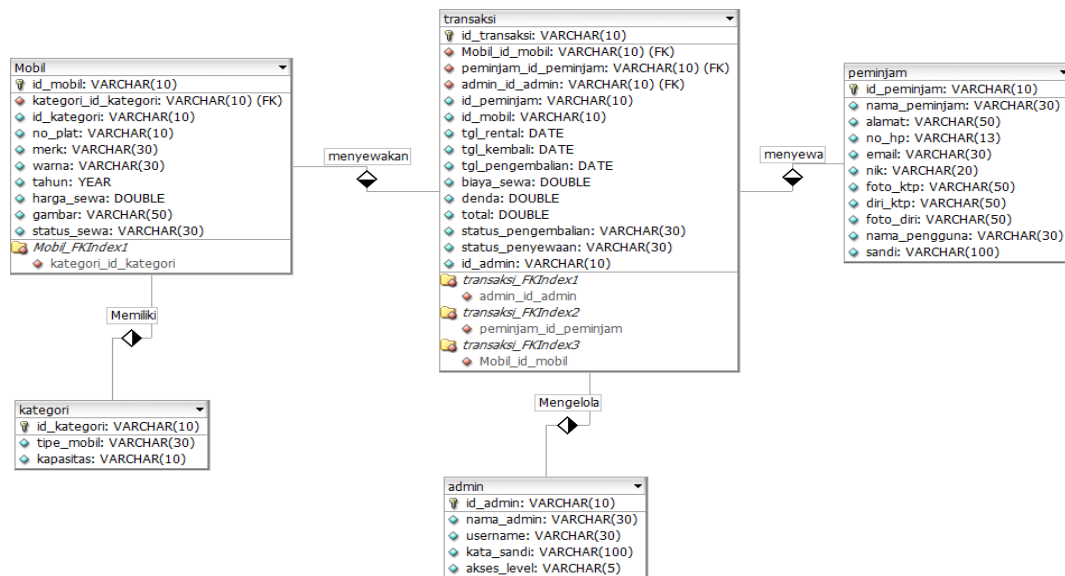 Mobil
id_mobil: VARCHAR(10)
kategori_id_kategori: VARCHAR(10) (FK)
id_kategori: VARCHAR(10)
no_plat: VARCHAR(10)
merk: VARCHAR(30)
warna: VARCHAR(30)
tahun: YEAR
harga_sewa: DOUBLE
gambar: VARCHAR(50)
status_sewa: VARCHAR(30)
Mobil_FKIndex1
kategori_id_kategori
menyewakan
transaksi
id_transaksi: VARCHAR(10)
Mobil_id_mobil: VARCHAR(10) (FK)
peminjam_id_peminjam: VARCHAR(10) (FK)
admin_id_admin: VARCHAR(10) (FK)
id_peminjam: VARCHAR(10)
id_mobil: VARCHAR(10)
tgl_rental: DATE
tgl_kembali: DATE
tgl_pengembalian: DATE
biaya_sewa: DOUBLE
denda: DOUBLE
total: DOUBLE
status_pengembalian: VARCHAR(30)
status_penyewaan: VARCHAR(30)
id_admin: VARCHAR(10)
transaksi_FKIndex1
admin_id_admin
transaksi_FKIndex2
peminjam_id_peminjam
transaksi_FKIndex3
Mobil_id_mobil
menyewa
peminjam
id_peminjam: VARCHAR(10)
nama_peminjam: VARCHAR(30)
alamat: VARCHAR(50)
no_hp: VARCHAR(13)
email: VARCHAR(30)
nik: VARCHAR(20)
foto_ktp: VARCHAR(50)
diri_ktp: VARCHAR(50)
foto_diri: VARCHAR(50)
nama_pengguna: VARCHAR(30)
sandi: VARCHAR(100)
Memiliki
kategori
id_kategori: VARCHAR(10)
tipe_mobil: VARCHAR(30)
kapasitas: VARCHAR(10)
Mengelola
admin
id_admin: VARCHAR(10)
nama_admin: VARCHAR(30)
username: VARCHAR(30)
kata_sandi: VARCHAR(100)
akses_level: VARCHAR(5)